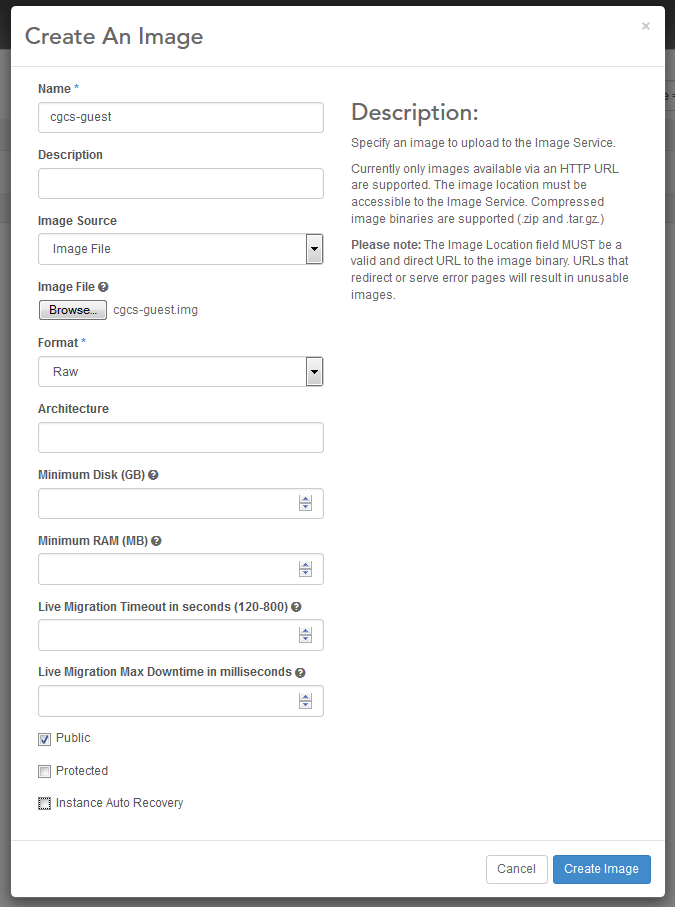 Create An Image
×
Name *
cgcs-guest
Description
Image Source
Image File
Image File
Browse... cgcs-guest.img
Format *
Raw
Architecture
Minimum Disk (GB)
Minimum RAM (MB)
Live Migration Timeout in seconds (120-800)
Live Migration Max Downtime in milliseconds
Public
Protected
Instance Auto Recovery
Description:
Specify an image to upload to the Image Service.
Currently only images available via an HTTP URL
are supported. The image location must be
accessible to the Image Service. Compressed
image binaries are supported (.zip and .tar.gz.)
Please note: The Image Location field MUST be a
valid and direct URL to the image binary. URLs that
redirect or serve error pages will result in unusable
images.
Cancel Create Image